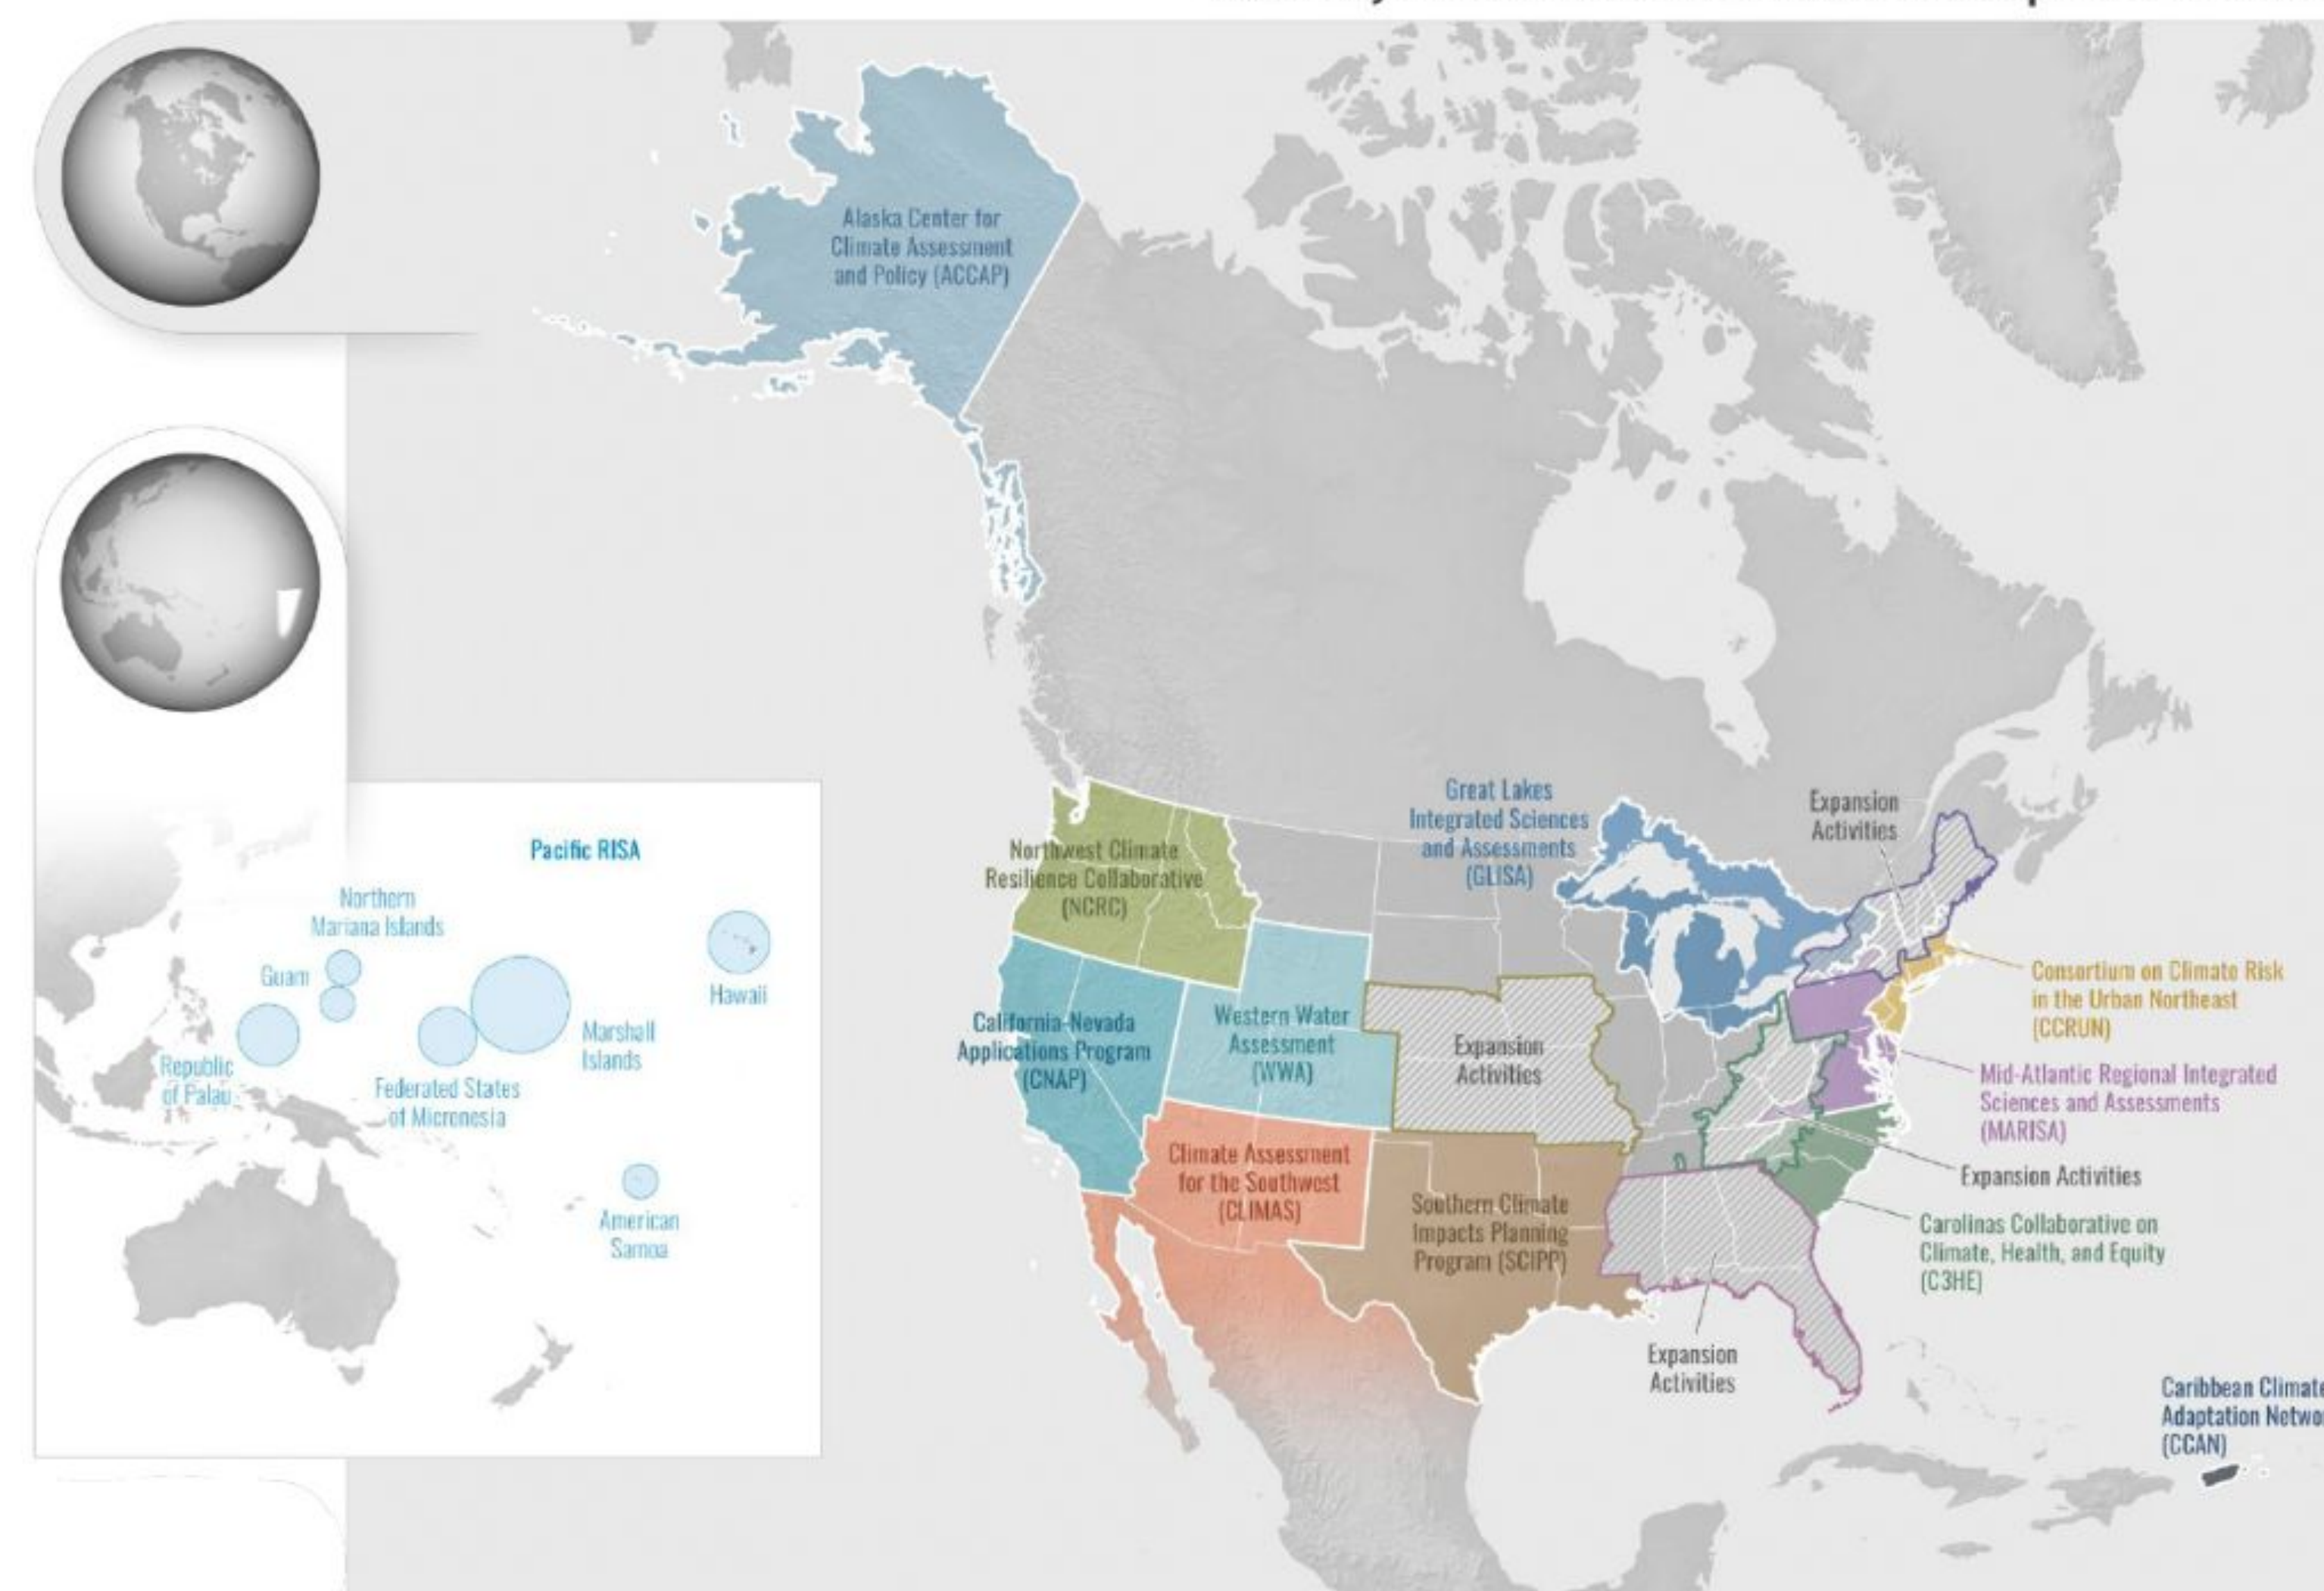 Alaska Center for
Climate Assessment
and Policy (ACCAP)
Pacific RISA
Northern
Mariana Islands
Guam
Hawaii
Marshall
Islands
Republic
of Palau
Federated States
of Micronesia
American
Samoa
Northwest Climate
Resilience Collaborative
(NCRC)
Great Lakes
Integrated Sciences
and Assessments
(GLISA)
Expansion
Activities
California-Nevada
Applications Program
(CNAP)
Western Water
Assessment
(WWA)
Expansion
Activities
Consortium on Climate Risk
in the Urban Northeast
(CCRUN)
Mid-Atlantic Regional Integrated
Sciences and Assessments
(MARISA)
Expansion Activities
Climate Assessment
for the Southwest
(CLIMAS)
Southern Climate
Impacts Planning
Program (SCIPP)
Carolinas Collaborative on
Climate, Health, and Equity
(C3HE)
Expansion
Activities
Caribbean Climate
Adaptation Networ
(CCAN)